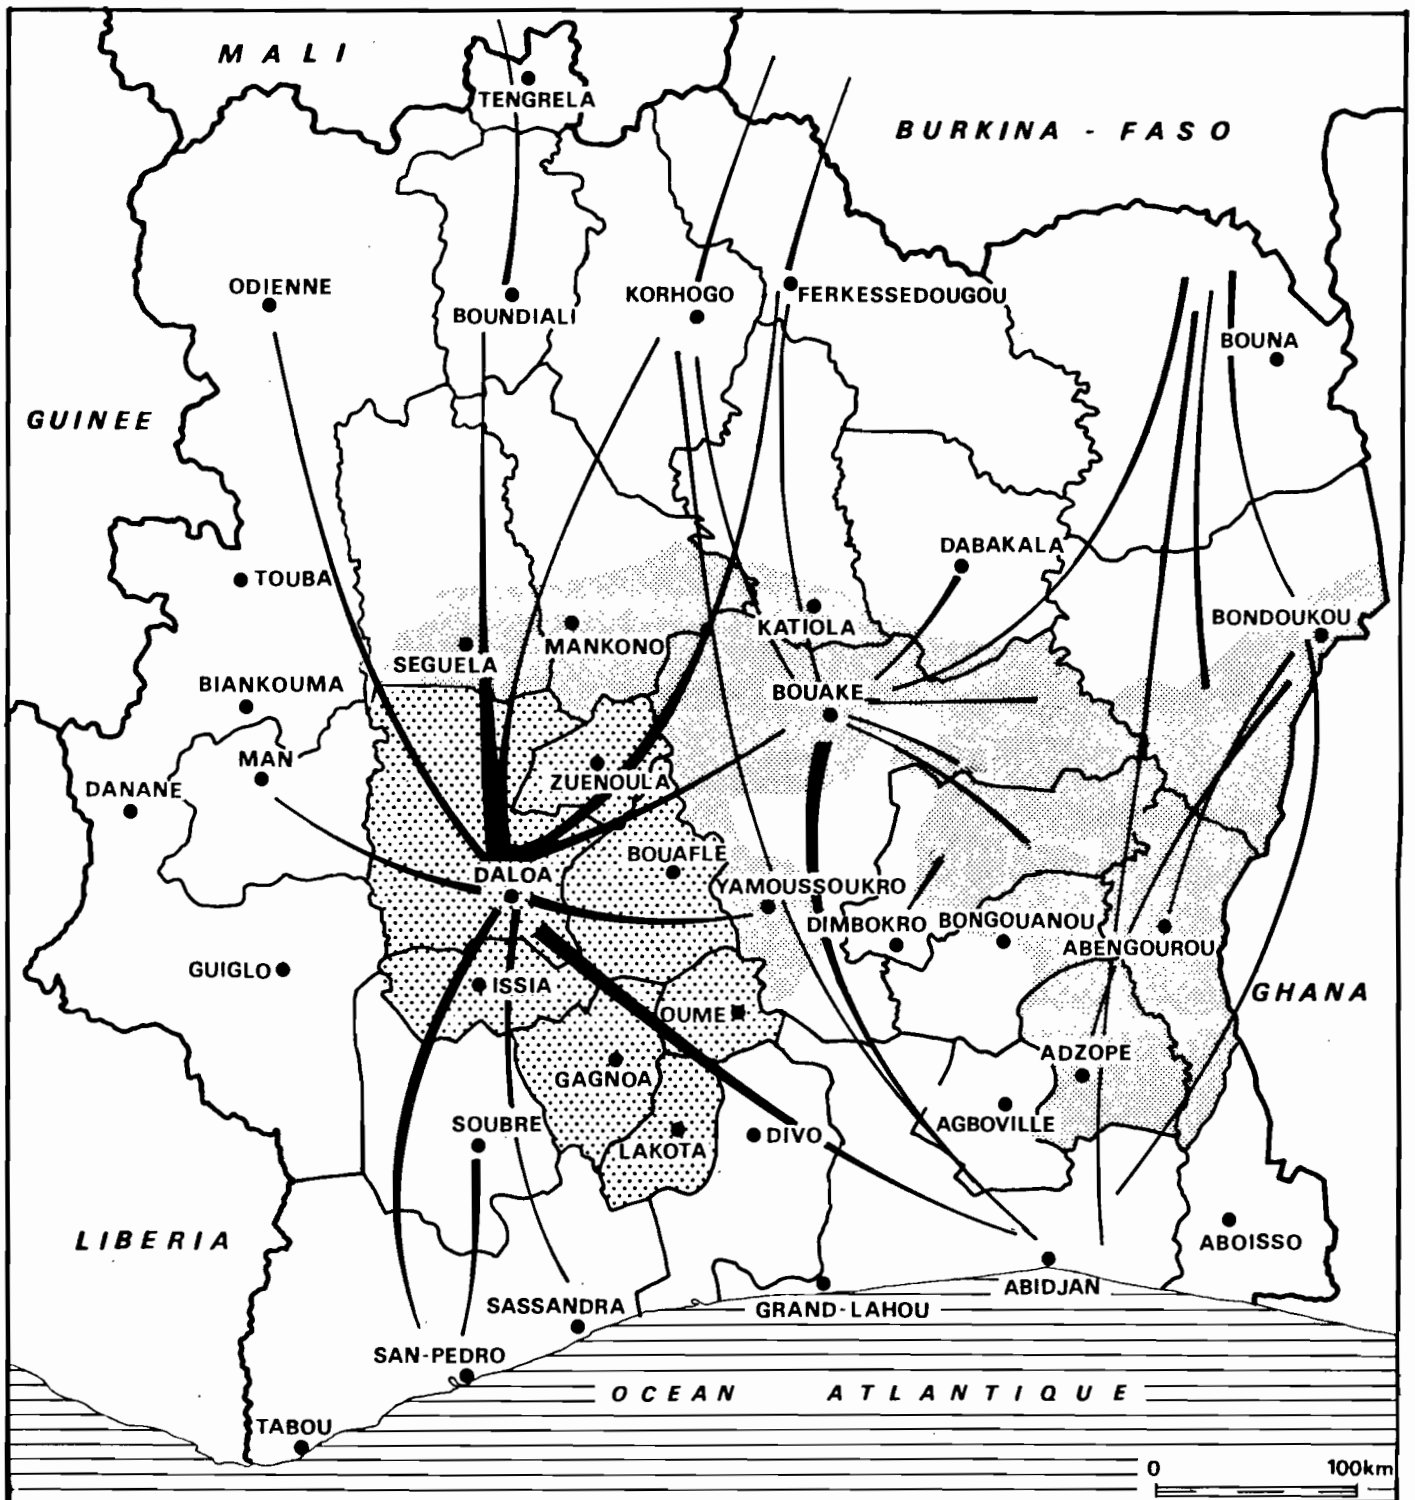 MALI
TENGRELA
BURKINA - FASO
ODIENNE
BOUNDIALI
KORHOGO
FERKESSEDOUGOU
BOUNA
GUINEE
TOUBA
DABAKALA
SEGUELA
MANKONO
KATIOLA
BONDOUKOU
BIANKOUMA
BOUAKE
MAN
DANANE
ZUENOULA
DALOA
BOUAFLE
YAMOUSSOUKRO
DIMBOKRO
BONGOUANOU
ABENGOUROU
GUIGLO
ISSIA
OUME
GHANA
GAGNOA
ADZOPE
SOUBRE
LAKOTA
DIVO
AGBOVILLE
LIBERIA
ABOISSO
SASSANDRA
GRAND-LAHOU
ABIDJAN
SAN-PEDRO
OCEAN ATLANTIQUE
TABOU
0 100km